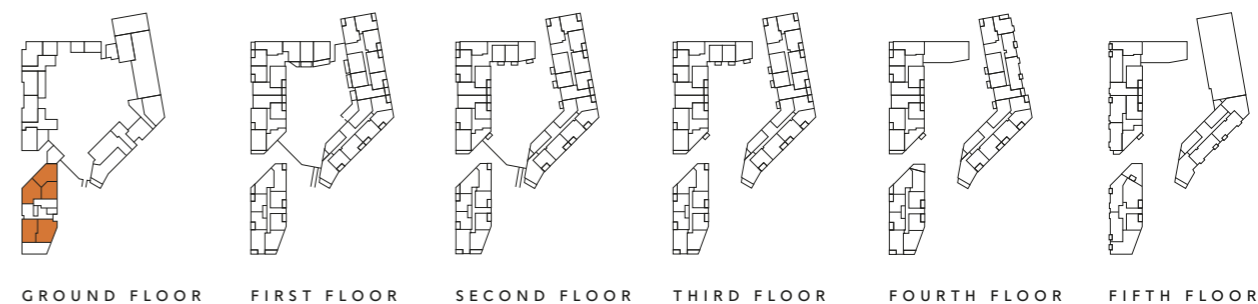 GROUND FLOOR
FIRST FLOOR
SECOND FLOOR
THIRD FLOOR
FOURTH FLOOR
FIFTH FLOOR